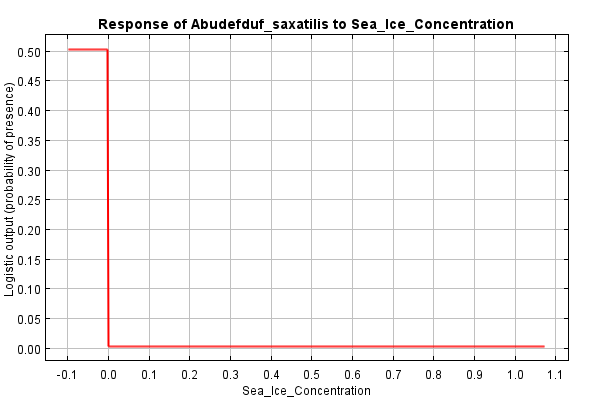 Response of Abudefduf_saxatilis to Sea_Ice_Concentration
Logistic output (probability of presence)
0.50
0.45
0.40
0.35
0.30
0.25
0.20
0.15
0.10
0.05
0.00
-0.1 0.0 0.1 0.2 0.3 0.4 0.5 0.6 0.7 0.8 0.9 1.0 1.1
Sea_Ice_Concentration